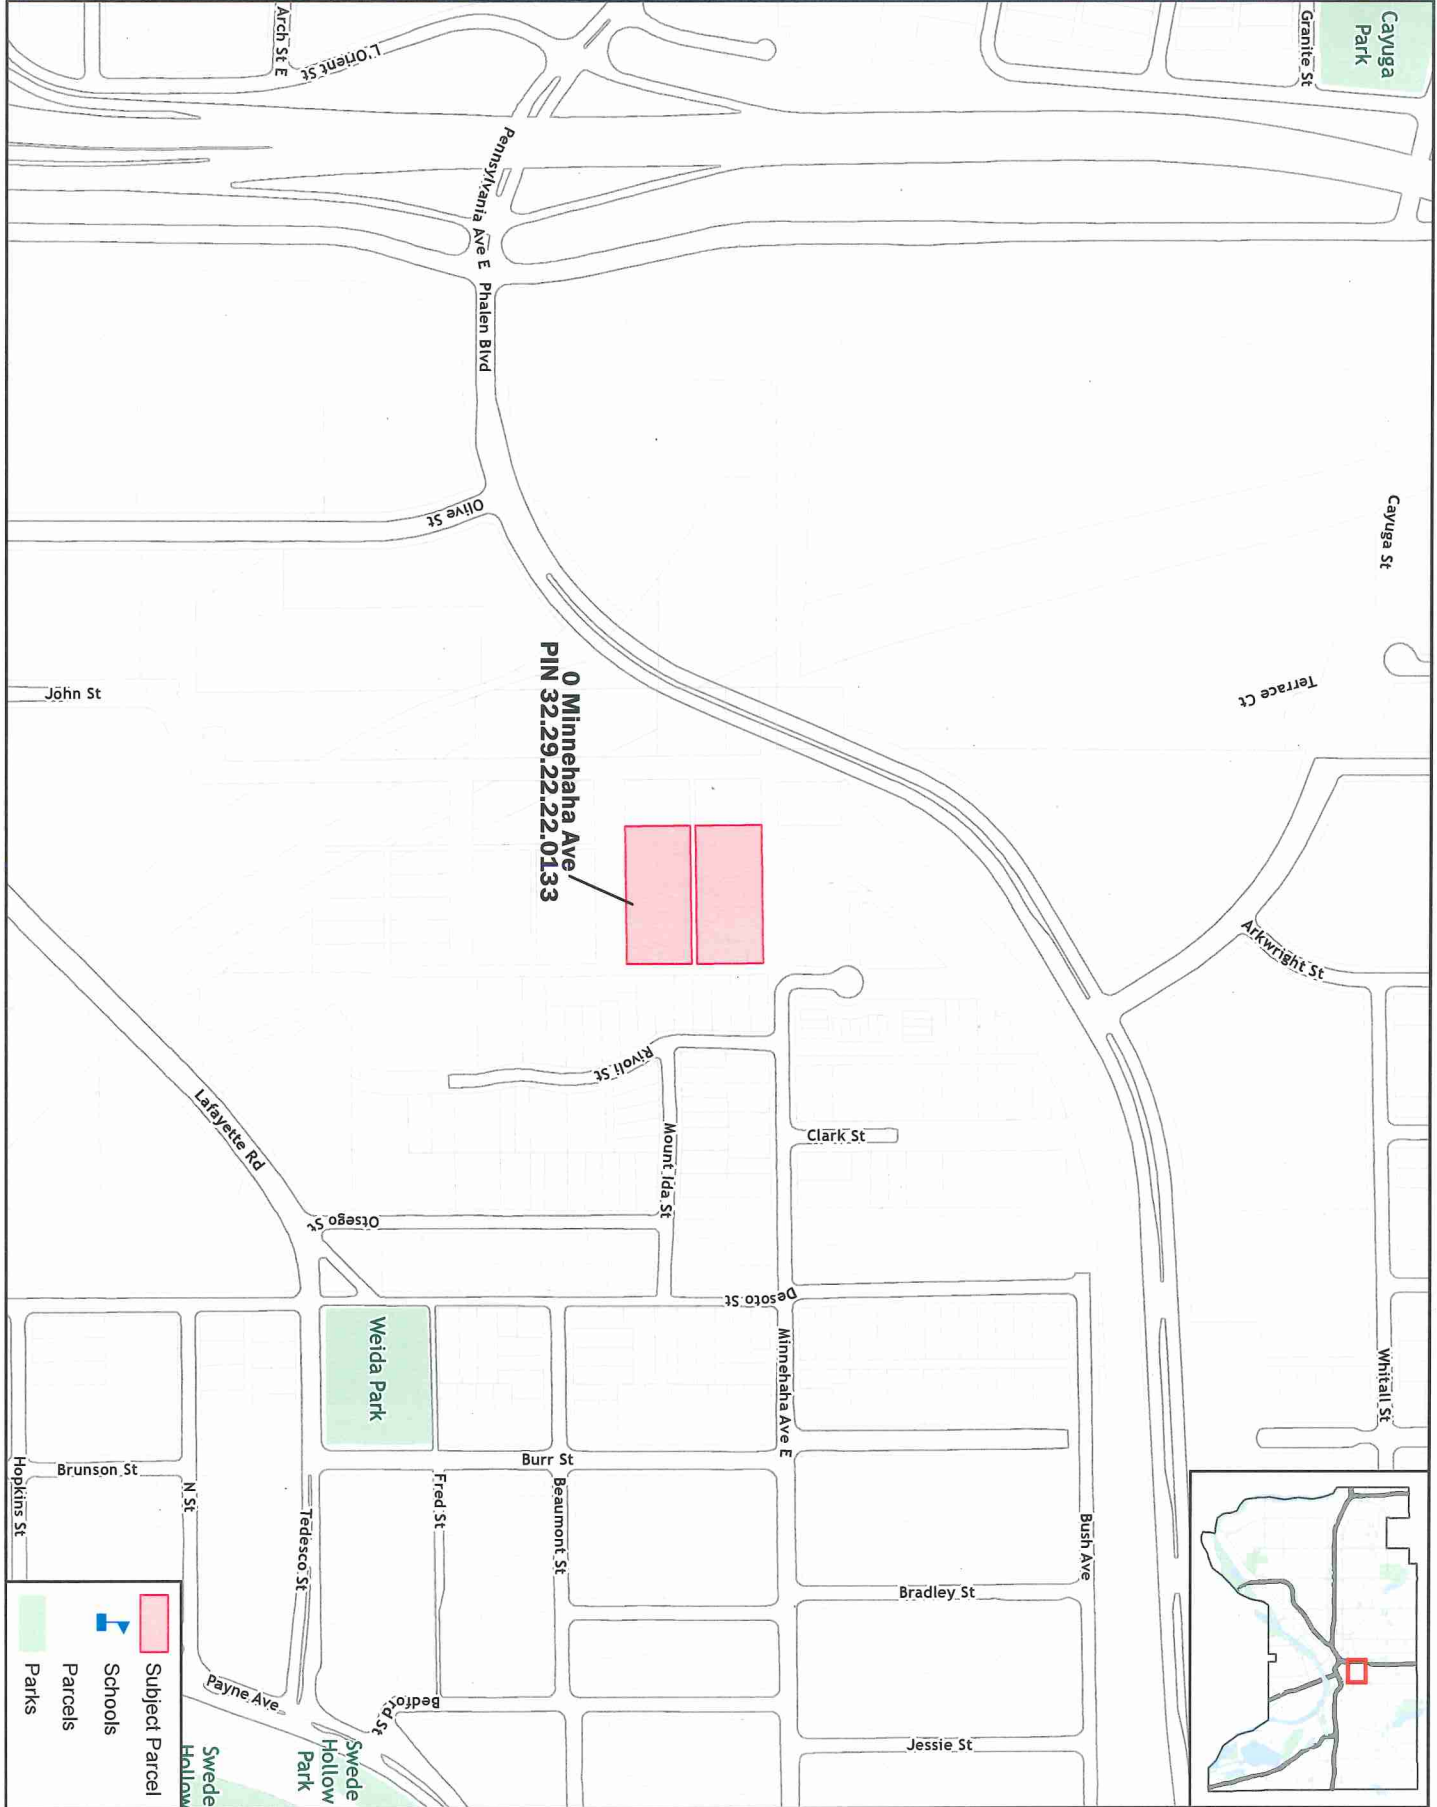 Cayuga
Park
Granite St
Arch St E
L'Orient St
Pennsylvania Ave E
Phalen Blvd
Olive St
Cayuga St
Terrace Ct
John St
0 Minnehaha Ave
PIN 32.29.22.22.0133
Arkwright St
Rivoli St
Mount Ida St
Clark St
Lafayette Rd
Otsego St
Desoto St
Weida Park
Minnehaha Ave E
Whitall St
Burr St
Brunson St
Hopkins St
N St
Tedesco St
Fred St
Beaumont St
Bush Ave
Bradley St
Payne Ave
Bedford St
Jessie St
Swede
Hollow
Park
Swede
Hollow
Subject Parcel
Schools
Parcels
Parks